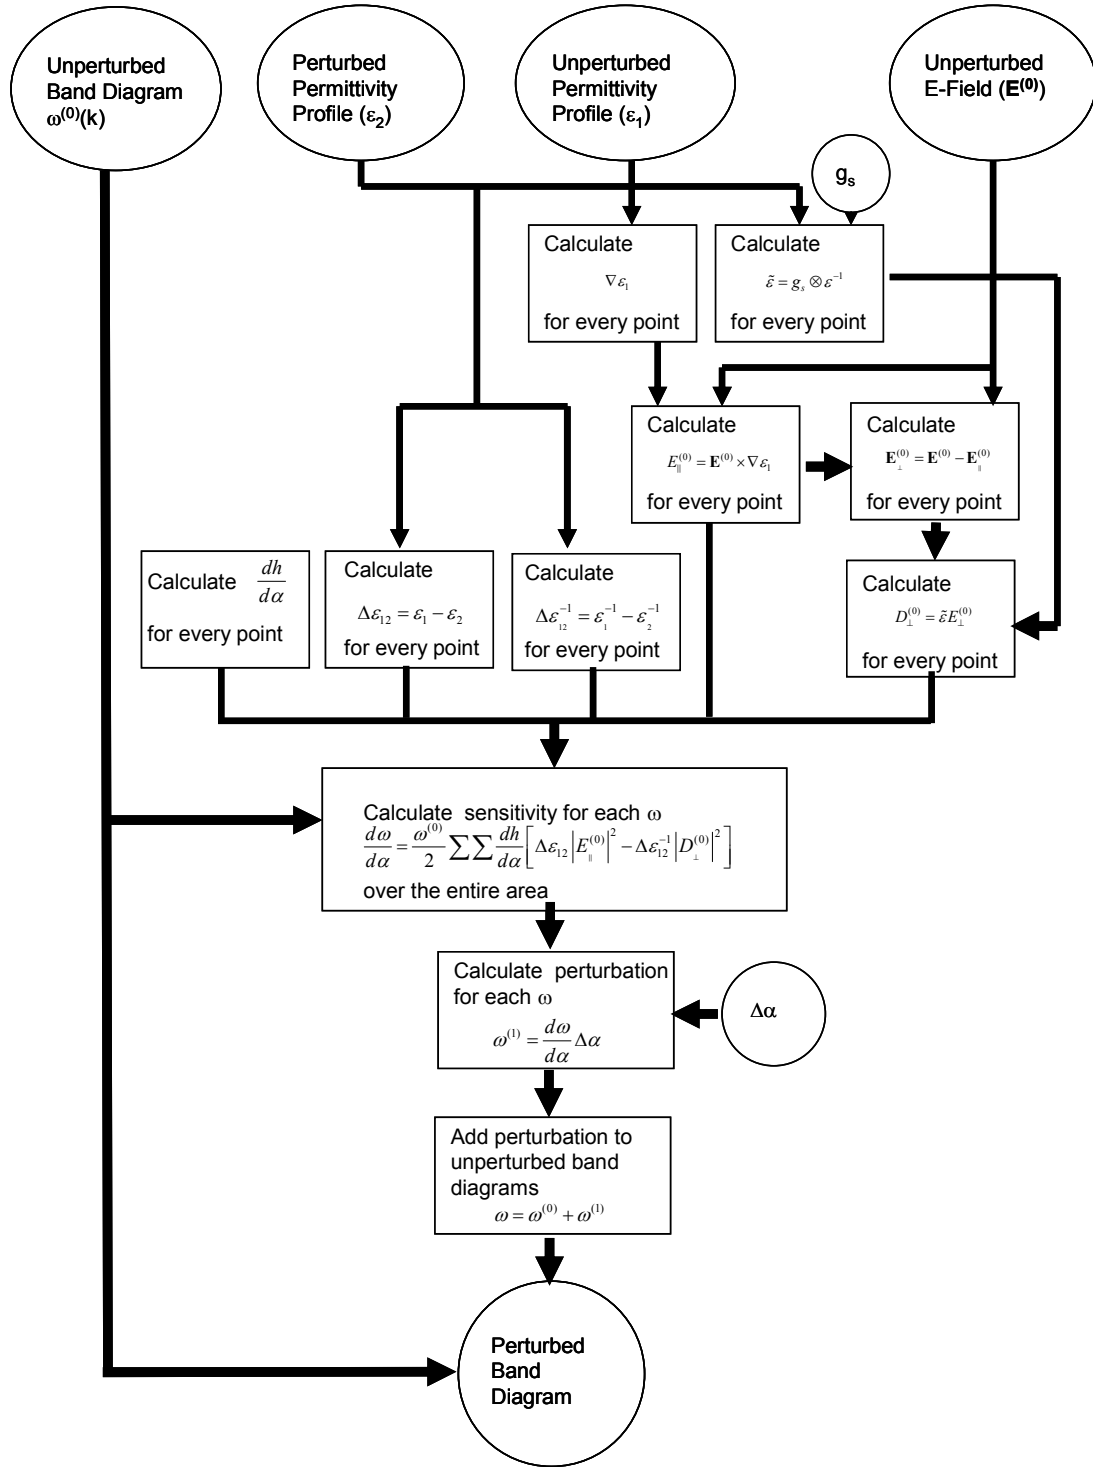 Unperturbed
Band Diagram
ω⁽⁰⁾(k)
Perturbed
Permittivity
Profile (ε₂)
Unperturbed
Permittivity
Profile (ε₁)
Unperturbed
E-Field (E⁽⁰⁾)
gₛ
Calculate
∇ε₁
for every point
Calculate
ε̃ = gₛ ⊗ ε⁻¹
for every point
Calculate
E∥⁽⁰⁾ = E⁽⁰⁾ × ∇ε₁
for every point
Calculate
E⊥⁽⁰⁾ = E⁽⁰⁾ − E∥⁽⁰⁾
for every point
Calculate dh/dα
for every point
Calculate
Δε₁₂ = ε₁ − ε₂
for every point
Calculate
Δε₁₂⁻¹ = ε₁⁻¹ − ε₂⁻¹
for every point
Calculate
D⊥⁽⁰⁾ = ε̃E⊥⁽⁰⁾
for every point
Calculate sensitivity for each ω
dω/dα = ω⁽⁰⁾/2 ∑ ∑ dh/dα [Δε₁₂ |E∥⁽⁰⁾|² − Δε₁₂⁻¹ |D⊥⁽⁰⁾|²]
over the entire area
Calculate perturbation
for each ω
ω⁽¹⁾ = dω/dα Δα
Δα
Add perturbation to
unperturbed band
diagrams
ω = ω⁽⁰⁾ + ω⁽¹⁾
Perturbed
Band
Diagram